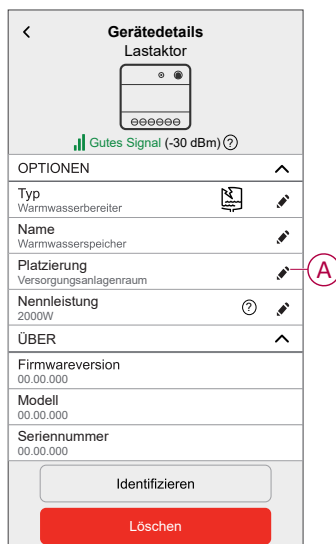 Gerätedetails
Lastaktor
Gutes Signal (-30 dBm) ?
OPTIONEN
Typ
Warmwasserbereiter
Name
Warmwasserspeicher
Platzierung
Versorgungsanlagenraum
A
Nennleistung
2000W
?
ÜBER
Firmwareversion
00.00.000
Modell
00.00.000
Seriennummer
00.00.000
Identifizieren
Löschen